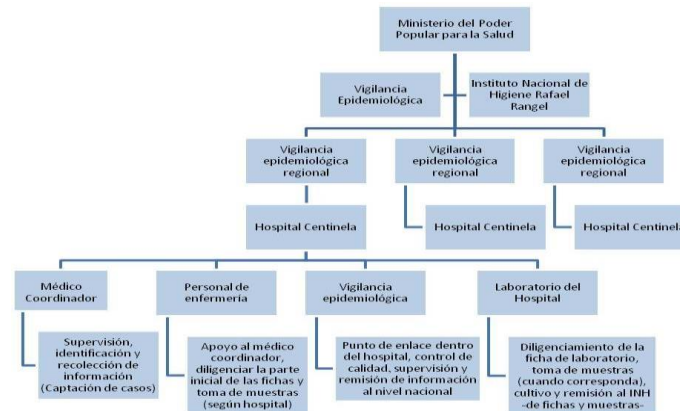 Ministerio del Poder
Popular para la Salud
Vigilancia
Epidemiológica
Instituto Nacional de
Higiene Rafael
Rangel
Vigilancia
epidemiológica
regional
Vigilancia
epidemiológica
regional
Vigilancia
epidemiológica
regional
Hospital Centinela
Hospital Centinela
Hospital Centinela
Médico
Coordinador
Personal de
enfermería
Vigilancia
epidemiológica
Laboratorio del
Hospital
Supervisión,
identificación y
recolección de
información
(Captación de casos)
Apoyo al médico
coordinador,
diligenciar la parte
inicial de las fichas y
toma de muestras
(según hospital)
Punto de enlace dentro
del hospital, control de
calidad, supervisión y
remisión de información
al nivel nacional
Diligenciamiento de la
ficha de laboratorio,
toma de muestras
(cuando corresponda),
cultivo y remisión al INH
-de fichas y muestras-